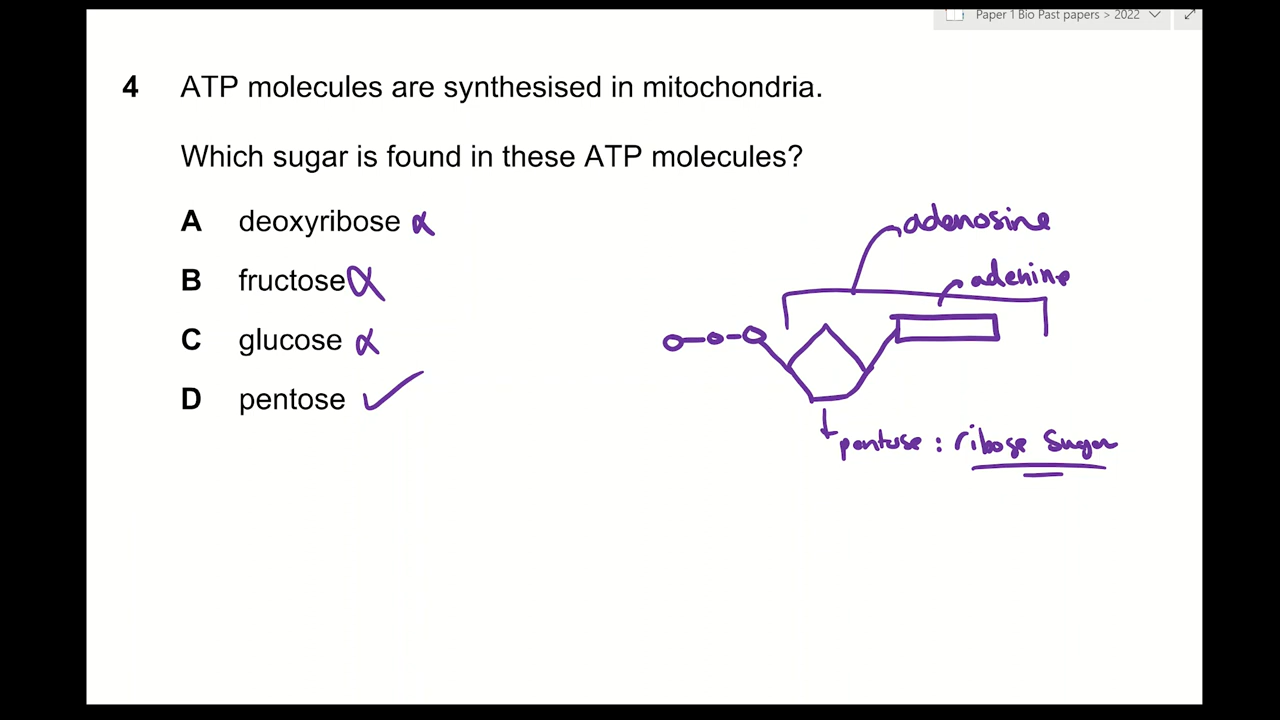 Paper 1 Bio Past papers > 2022
4 ATP molecules are synthesised in mitochondria.
Which sugar is found in these ATP molecules?
A deoxyribose
B fructose
C glucose
D pentose
adenosine
adenine
pentose : ribose sugar